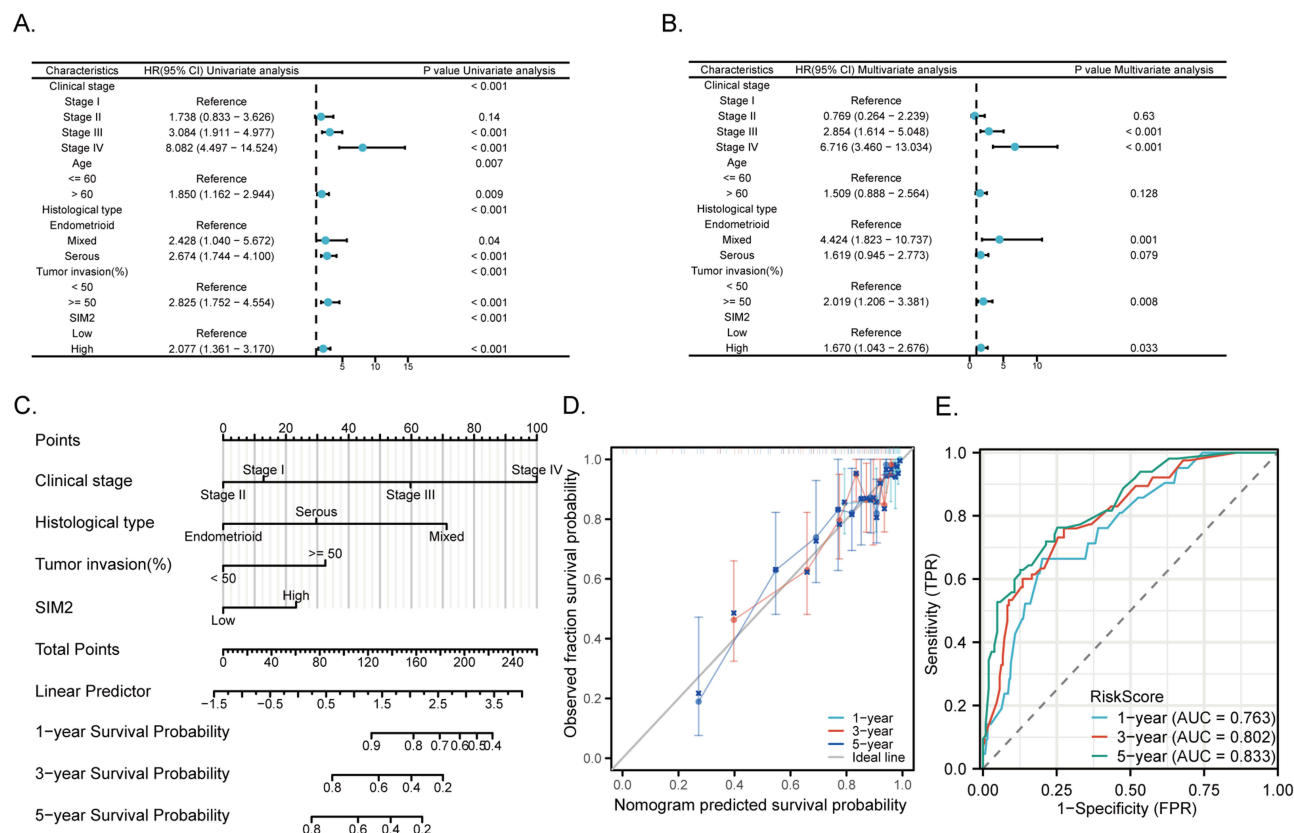 A.
Characteristics HR(95% CI) Univariate analysis P value Univariate analysis
Clinical stage < 0.001
Stage I Reference
Stage II 1.738 (0.833 − 3.626) 0.14
Stage III 3.084 (1.911 − 4.977) < 0.001
Stage IV 8.082 (4.497 − 14.524) < 0.001
Age 0.007
<= 60 Reference
> 60 1.850 (1.162 − 2.944) 0.009
Histological type < 0.001
Endometrioid Reference
Mixed 2.428 (1.040 − 5.672) 0.04
Serous 2.674 (1.744 − 4.100) < 0.001
Tumor invasion(%) < 0.001
< 50 Reference
>= 50 2.825 (1.752 − 4.554) < 0.001
SIM2 < 0.001
Low Reference
High 2.077 (1.361 − 3.170) < 0.001
5 10 15
B.
Characteristics HR(95% CI) Multivariate analysis P value Multivariate analysis
Clinical stage
Stage I Reference
Stage II 0.769 (0.264 − 2.239) 0.63
Stage III 2.854 (1.614 − 5.048) < 0.001
Stage IV 6.716 (3.460 − 13.034) < 0.001
Age
<= 60 Reference
> 60 1.509 (0.888 − 2.564) 0.128
Histological type
Endometrioid Reference
Mixed 4.424 (1.823 − 10.737) 0.001
Serous 1.619 (0.945 − 2.773) 0.079
Tumor invasion(%)
< 50 Reference
>= 50 2.019 (1.206 − 3.381) 0.008
SIM2
Low Reference
High 1.670 (1.043 − 2.676) 0.033
0 5 10
C.
Points 0 20 40 60 80 100
Clinical stage
Stage I Stage IV
Stage II Stage III
Histological type
Serous
Endometrioid Mixed
Tumor invasion(%)
>= 50
< 50
SIM2
High
Low
Total Points
0 40 80 120 160 200 240
Linear Predictor
−1.5 −0.5 0.5 1.5 2.5 3.5
1−year Survival Probability
0.9 0.8 0.7 0.6 0.5 0.4
3−year Survival Probability
0.8 0.6 0.4 0.2
5−year Survival Probability
0.8 0.6 0.4 0.2
D.
Observed fraction survival probability
1.0
0.8
0.6
0.4
0.2
0.0
1−year
3−year
5−year
Ideal line
0.0 0.2 0.4 0.6 0.8 1.0
Nomogram predicted survival probability
E.
Sensitivity (TPR)
1.0
0.8
0.6
0.4
0.2
0.0
RiskScore
1−year (AUC = 0.763)
3−year (AUC = 0.802)
5−year (AUC = 0.833)
0.00 0.25 0.50 0.75 1.00
1−Specificity (FPR)